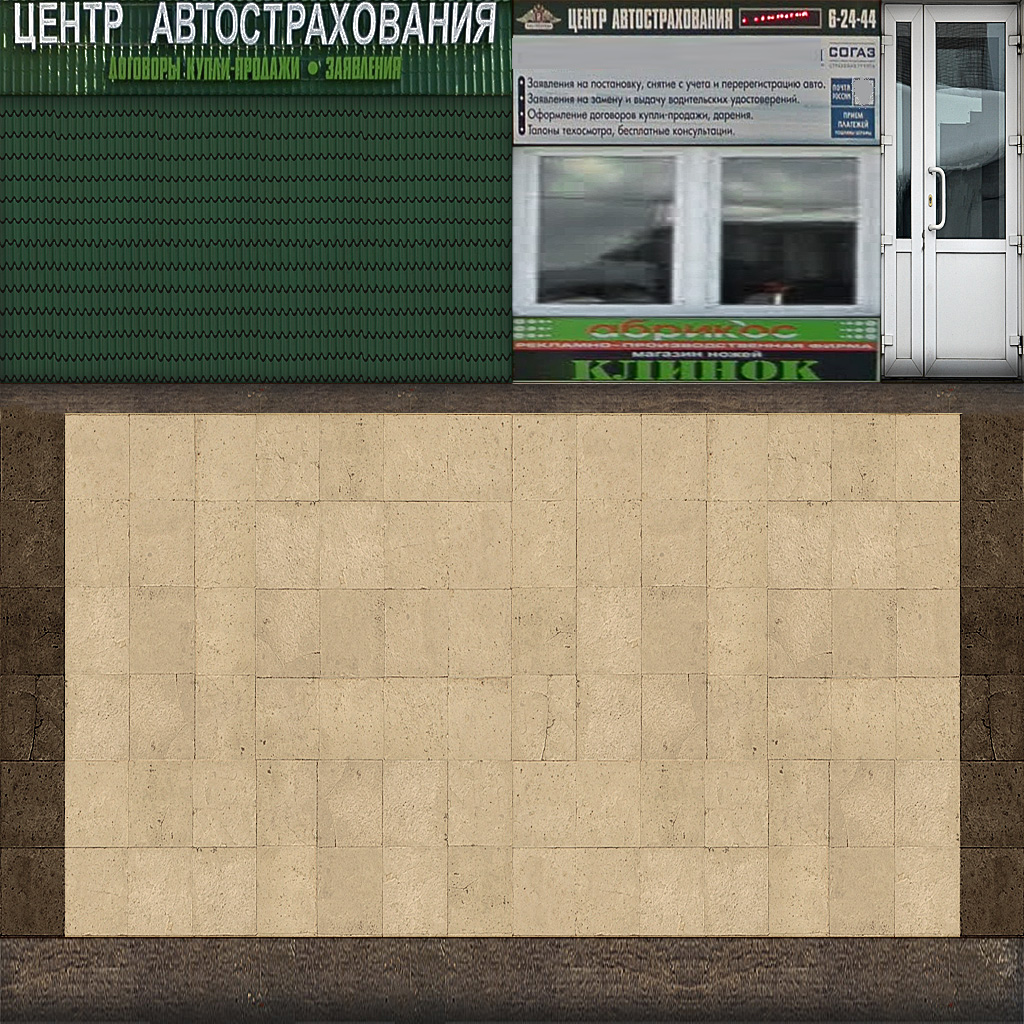 ЦЕНТР АВТОСТРАХОВАНИЯ
ДОГОВОРЫ КУПЛИ-ПРОДАЖИ • ЗАЯВЛЕНИЯ
ЦЕНТР АВТОСТРАХОВАНИЯ 6-24-44
СОГАЗ
Заявления на постановку, снятие с учета и перерегистрацию авто.
Заявления на замену и выдачу водительских удостоверений.
Оформление договоров купли-продажи, дарения.
Талоны техосмотра, бесплатные консультации.
ПОЧТА
РОССИИ
ПРИЕМ
ПЛАТЕЖЕЙ
абрикос
РЕКЛАМНО-ПРОИЗВОДСТВЕННАЯ ФИРМА
магазин ножей
КЛИНОК